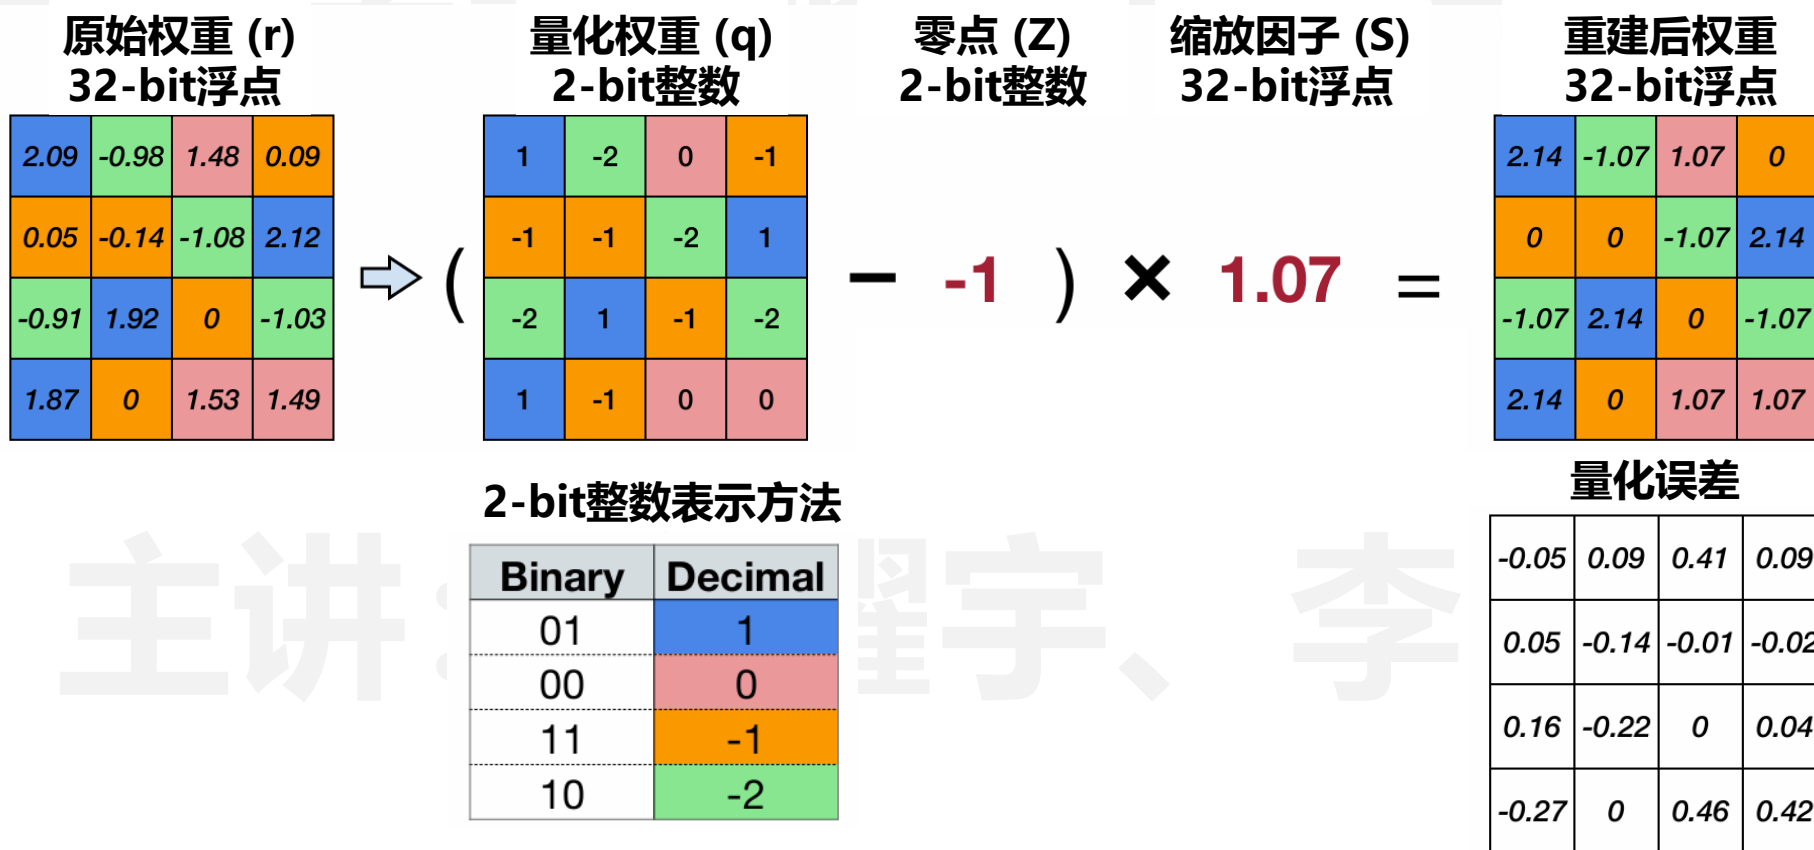 原始权重 (r)
32-bit浮点
量化权重 (q)
2-bit整数
零点 (Z)
2-bit整数
缩放因子 (S)
32-bit浮点
重建后权重
32-bit浮点
2.09 -0.98 1.48 0.09
0.05 -0.14 -1.08 2.12
-0.91 1.92 0 -1.03
1.87 0 1.53 1.49
(
1 -2 0 -1
-1 -1 -2 1
-2 1 -1 -2
1 -1 0 0
− -1 ) × 1.07 =
2.14 -1.07 1.07 0
0 0 -1.07 2.14
-1.07 2.14 0 -1.07
2.14 0 1.07 1.07
2-bit整数表示方法
Binary Decimal
01 1
00 0
11 -1
10 -2
量化误差
-0.05 0.09 0.41 0.09
0.05 -0.14 -0.01 -0.02
0.16 -0.22 0 0.04
-0.27 0 0.46 0.42
主讲：
宇、李